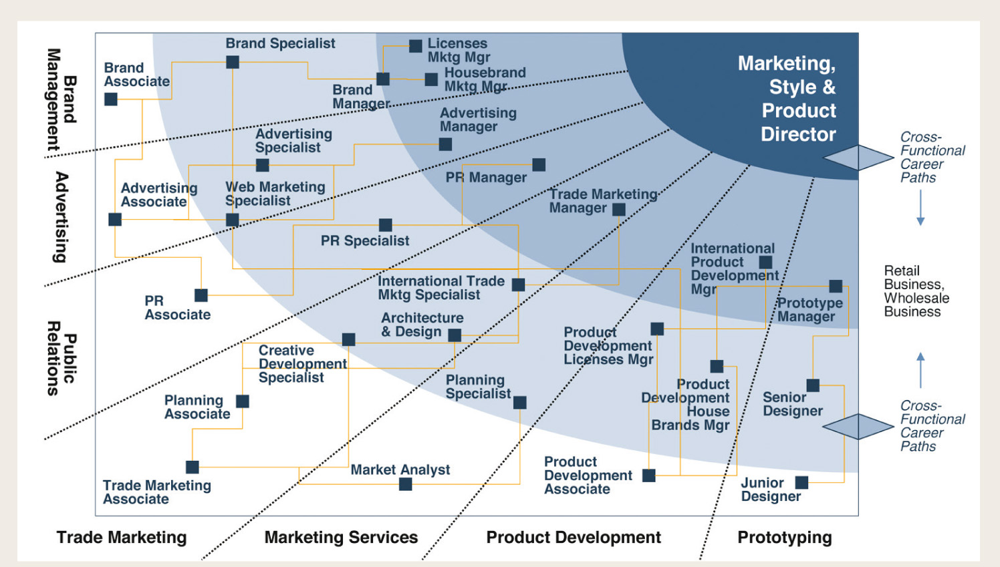 Brand
Management
Advertising
Public
Relations
Brand Specialist
Licenses
Mktg Mgr
Brand
Associate
Housebrand
Mktg Mgr
Brand
Manager
Marketing,
Style &
Product
Director
Advertising
Manager
Advertising
Specialist
Cross-
Functional
Career
Paths
PR Manager
Advertising
Associate
Web Marketing
Specialist
Trade Marketing
Manager
PR Specialist
International
Product
Development
Mgr
Retail
Business,
Wholesale
Business
International Trade
Mktg Specialist
PR
Associate
Prototype
Manager
Architecture
& Design
Product
Development
Licenses Mgr
Creative
Development
Specialist
Planning
Specialist
Product
Development
House
Brands Mgr
Planning
Associate
Senior
Designer
Cross-
Functional
Career
Paths
Trade Marketing
Associate
Market Analyst
Product
Development
Associate
Junior
Designer
Trade Marketing
Marketing Services
Product Development
Prototyping